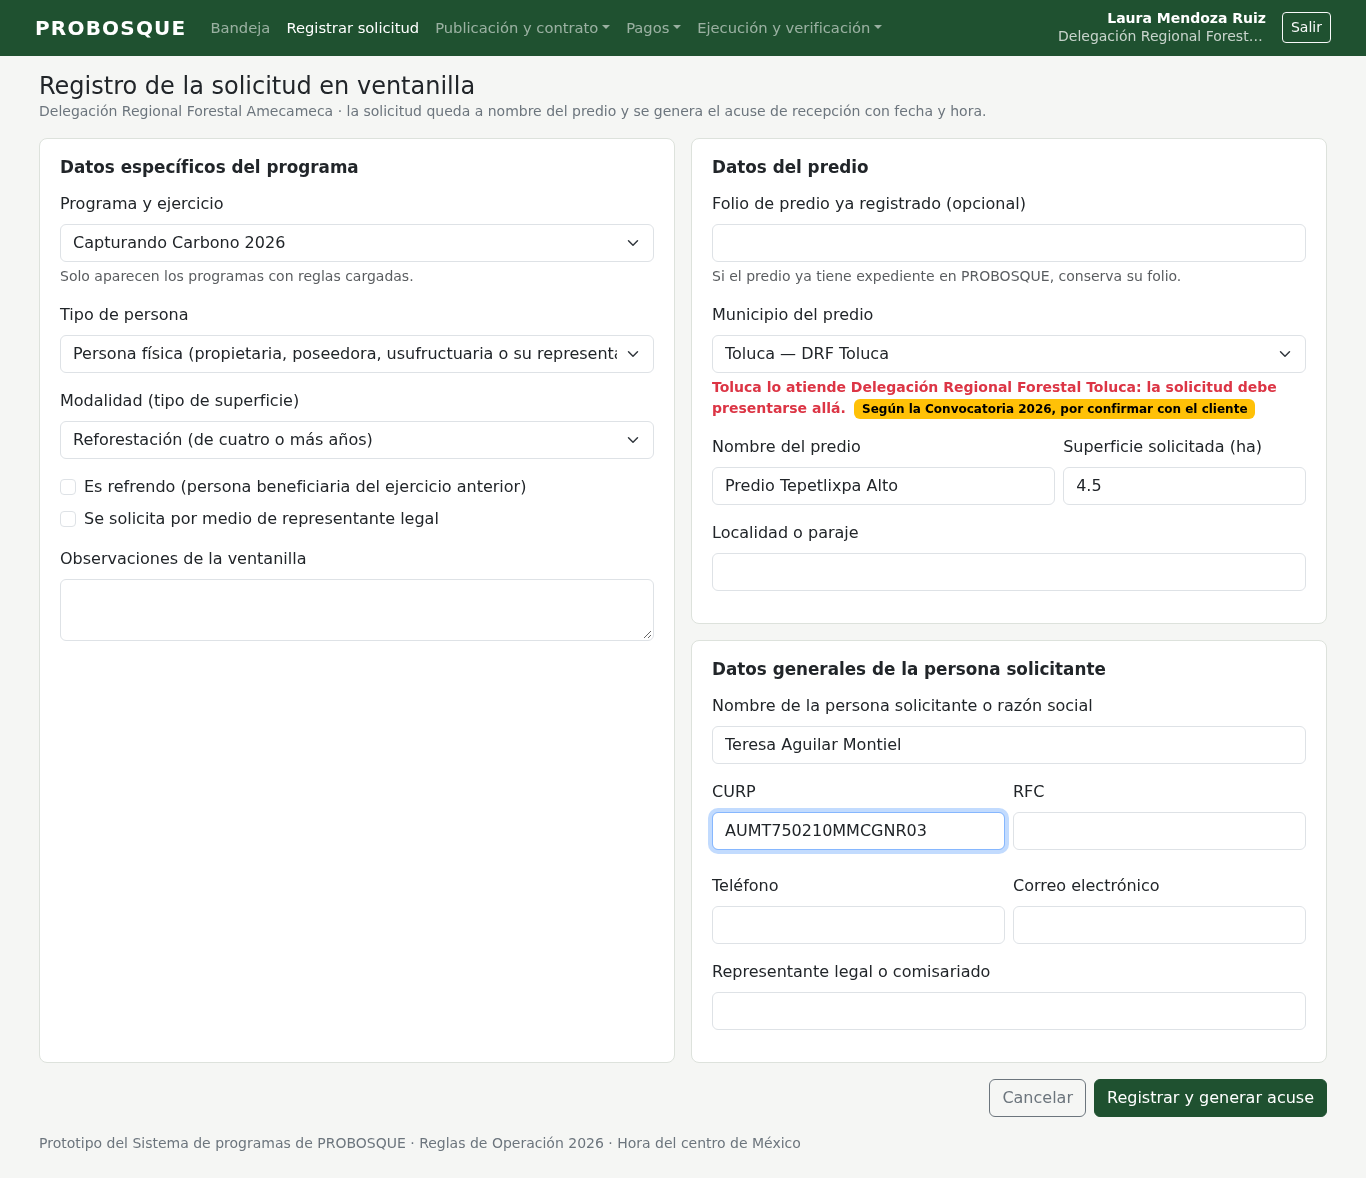 PROBOSQUE
Bandeja
Registrar solicitud
Publicación y contrato
Pagos
Ejecución y verificación
Laura Mendoza Ruiz
Delegación Regional Forest…
Salir
Registro de la solicitud en ventanilla
Delegación Regional Forestal Amecameca · la solicitud queda a nombre del predio y se genera el acuse de recepción con fecha y hora.
Datos específicos del programa
Programa y ejercicio
Capturando Carbono 2026
Solo aparecen los programas con reglas cargadas.
Tipo de persona
Persona física (propietaria, poseedora, usufructuaria o su representa
Modalidad (tipo de superficie)
Reforestación (de cuatro o más años)
Es refrendo (persona beneficiaria del ejercicio anterior)
Se solicita por medio de representante legal
Observaciones de la ventanilla
Datos del predio
Folio de predio ya registrado (opcional)
Si el predio ya tiene expediente en PROBOSQUE, conserva su folio.
Municipio del predio
Toluca — DRF Toluca
Toluca lo atiende Delegación Regional Forestal Toluca: la solicitud debe
presentarse allá. Según la Convocatoria 2026, por confirmar con el cliente
Nombre del predio
Superficie solicitada (ha)
Predio Tepetlixpa Alto
4.5
Localidad o paraje
Datos generales de la persona solicitante
Nombre de la persona solicitante o razón social
Teresa Aguilar Montiel
CURP
RFC
AUMT750210MMCGNR03
Teléfono
Correo electrónico
Representante legal o comisariado
Cancelar
Registrar y generar acuse
Prototipo del Sistema de programas de PROBOSQUE · Reglas de Operación 2026 · Hora del centro de México